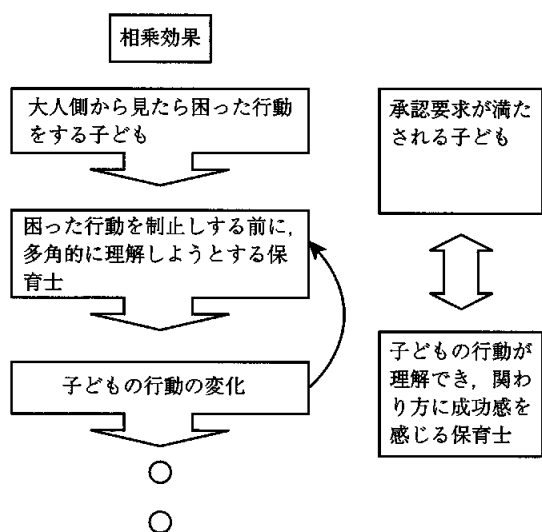 相乗効果
大人側から見たら困った行動
をする子ども
困った行動を制止しする前に,
多角的に理解しようとする保
育士
子どもの行動の変化
承認要求が満た
される子ども
子どもの行動が
理解でき, 関わ
り方に成功感を
感じる保育士